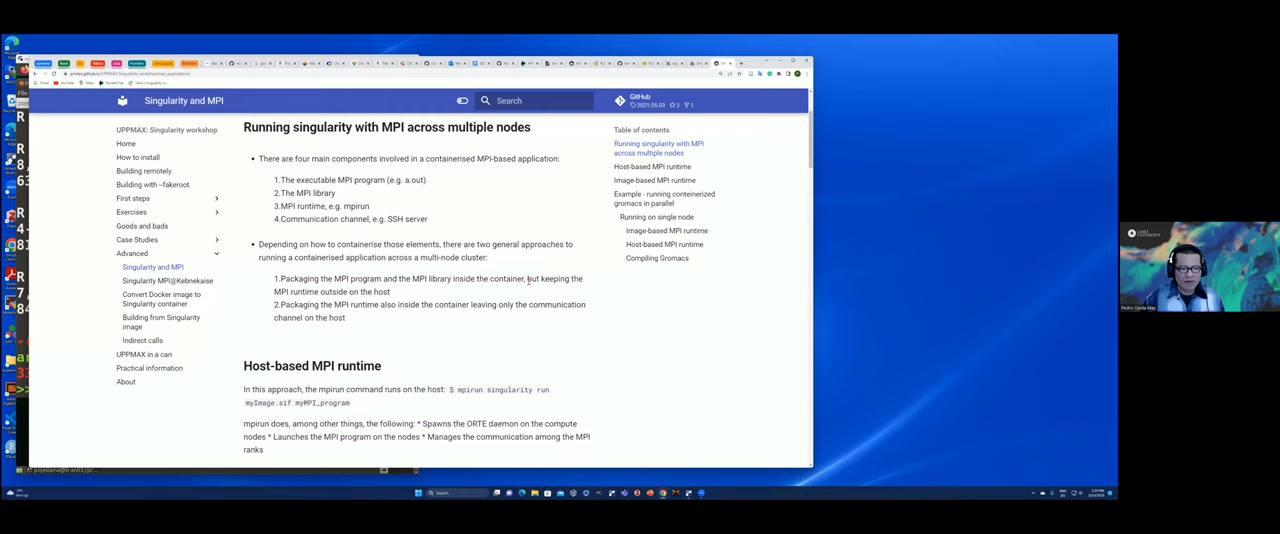 Singularity and MPI
Search
GitHub
2021.05.03 3 1
UPPMAX: Singularity workshop
Home
How to install
Building remotely
Building with –fakeroot
First steps
Exercises
Goods and bads
Case Studies
Advanced
Singularity and MPI
Singularity MPI@Kebnekaise
Convert Docker image to
Singularity container
Building from Singularity
image
Indirect calls
UPPMAX in a can
Practical information
About
Running singularity with MPI across multiple nodes
There are four main components involved in a containerised MPI-based application:
1.The executable MPI program (e.g. a.out)
2.The MPI library
3.MPI runtime, e.g. mpirun
4.Communication channel, e.g. SSH server
Depending on how to containerise those elements, there are two general approaches to
running a containerised application across a multi-node cluster:
1.Packaging the MPI program and the MPI library inside the container, but keeping the
MPI runtime outside on the host
2.Packaging the MPI runtime also inside the container leaving only the communication
channel on the host
Host-based MPI runtime
In this approach, the mpirun command runs on the host: $ mpirun singularity run
myImage.sif myMPI_program
mpirun does, among other things, the following: * Spawns the ORTE daemon on the compute
nodes * Launches the MPI program on the nodes * Manages the communication among the MPI
ranks
Table of contents
Running singularity with MPI
across multiple nodes
Host-based MPI runtime
Image-based MPI runtime
Example - running conteinerized
gromacs in parallel
Running on single node
Image-based MPI runtime
Host-based MPI runtime
Compiling Gromacs
Search
UMEÅ UNIVERSITY
Pedro Ojeda May